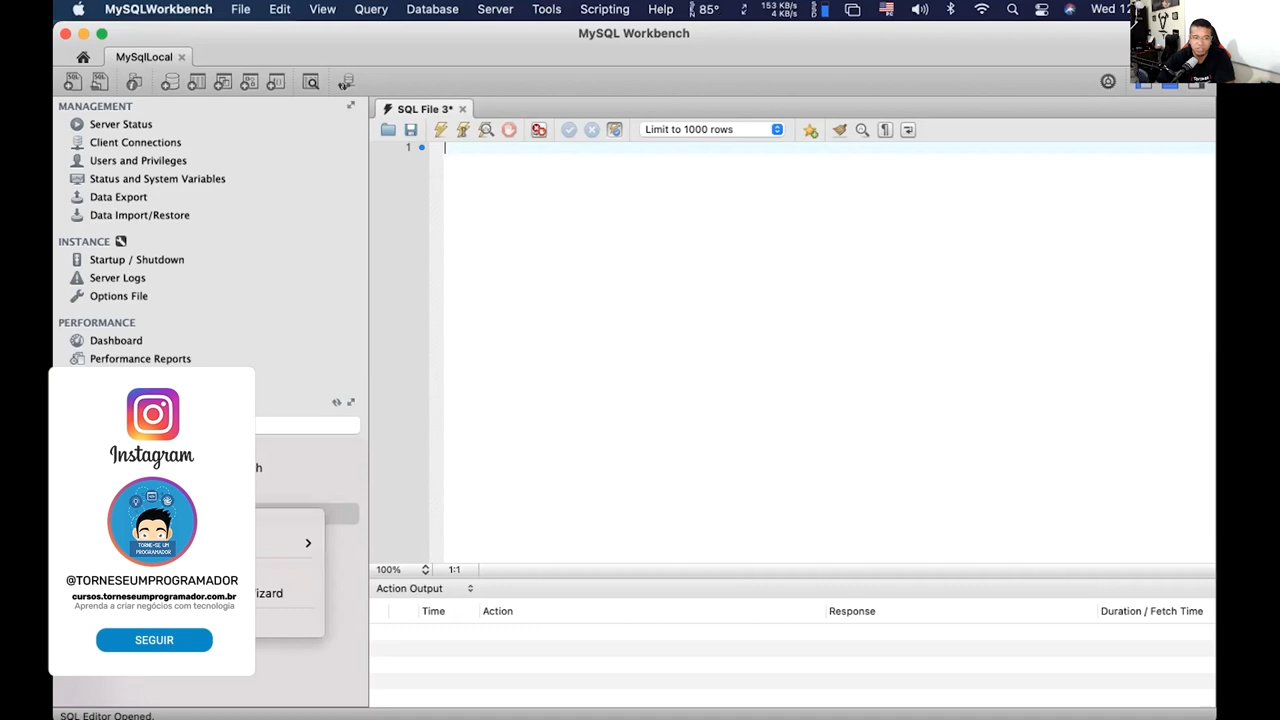 MySQLWorkbench File Edit View Query Database Server Tools Scripting Help 85° 153 KB/s 4 KB/s Wed 12
MySQL Workbench
MySqlLocal
MANAGEMENT
Server Status
Client Connections
Users and Privileges
Status and System Variables
Data Export
Data Import/Restore
INSTANCE
Startup / Shutdown
Server Logs
Options File
PERFORMANCE
Dashboard
Performance Reports
SQL File 3*
Limit to 1000 rows
1
Instagram
TORNE-SE UM
PROGRAMADOR
@TORNESEUMPROGRAMADOR
cursos.torneseumprogramador.com.br
Aprenda a criar negócios com tecnologia
SEGUIR
100% 1:1
Action Output
Time Action Response Duration / Fetch Time
SQL Editor Opened.